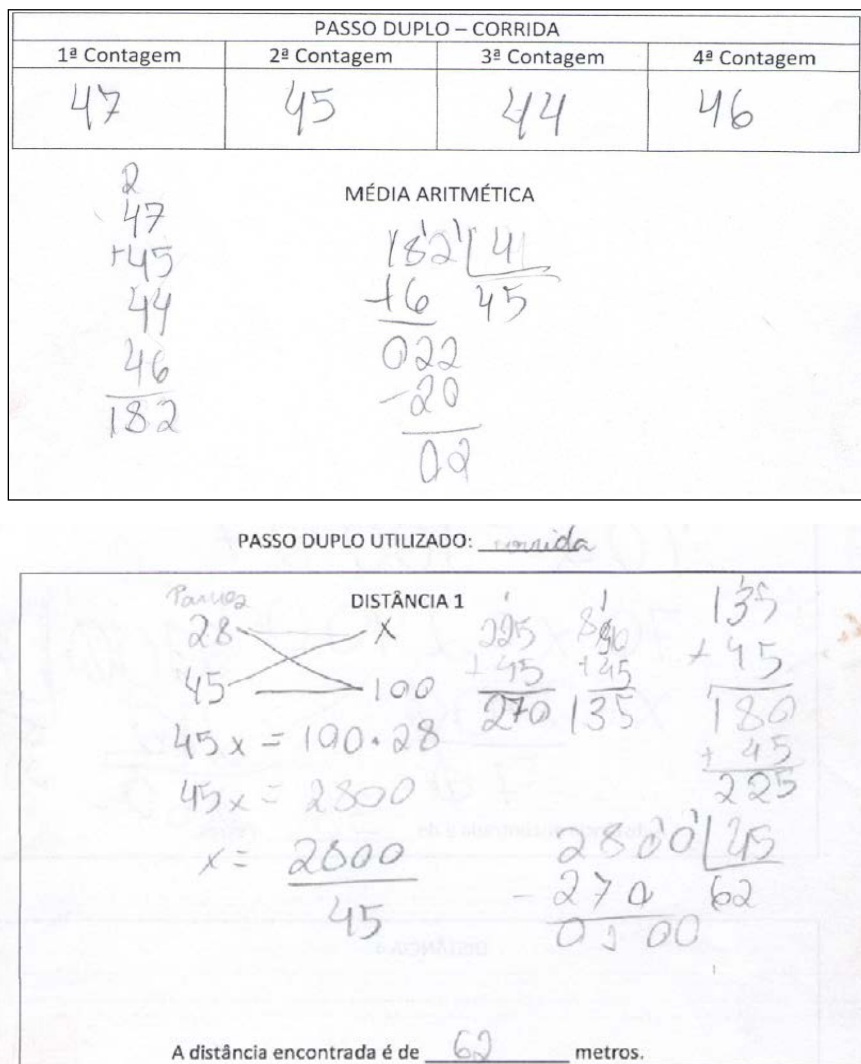 PASSO DUPLO – CORRIDA
1ª Contagem 2ª Contagem 3ª Contagem 4ª Contagem
47 45 44 46
2
47
+45
44
46
182
MÉDIA ARITMÉTICA
182 4
16 45
022
-20
02
PASSO DUPLO UTILIZADO: corrida
DISTÂNCIA 1
28 x
45 100
45x = 100.28
45x = 2800
x = 2800
45
225
+45
270
90
+45
135
135
+45
180
+45
225
2800 45
-270 62
0100
A distância encontrada é de 62 metros.